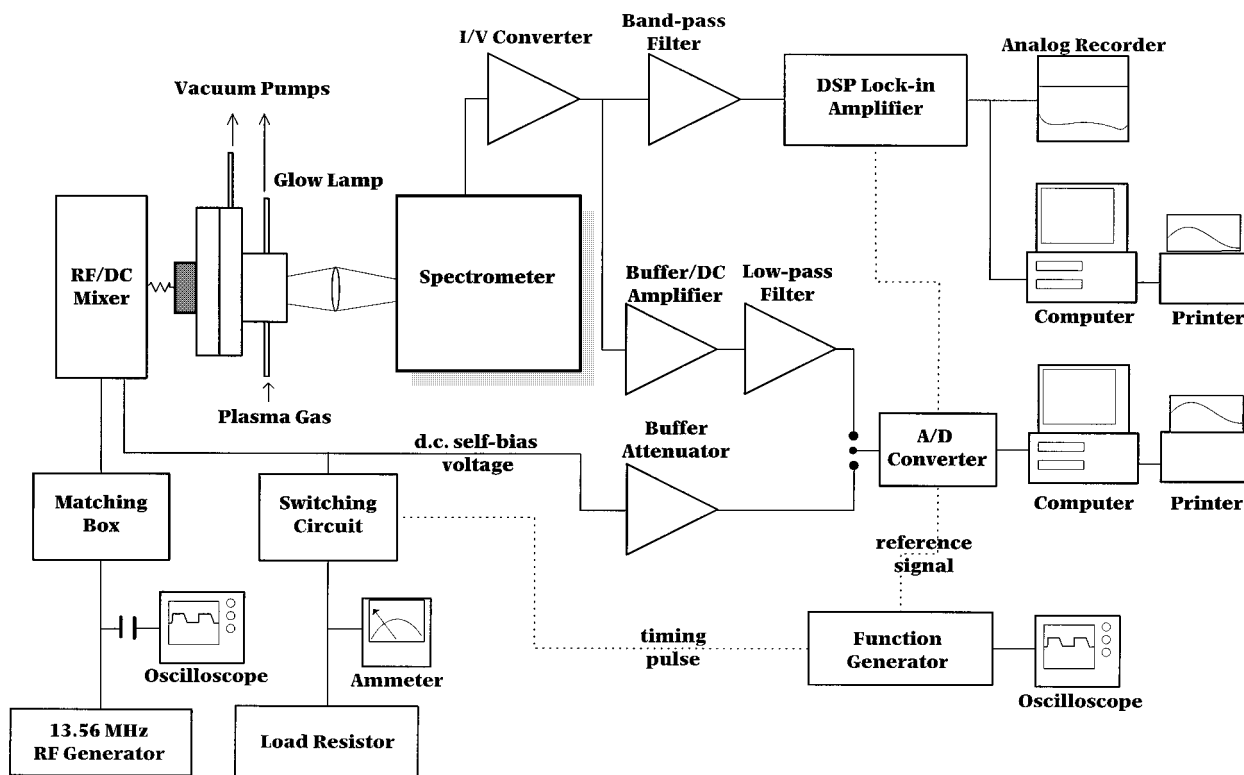 I/V Converter
Band-pass
Filter
Analog Recorder
DSP Lock-in
Amplifier
Vacuum Pumps
Glow Lamp
RF/DC
Mixer
Spectrometer
Buffer/DC
Amplifier
Low-pass
Filter
Computer
Printer
Plasma Gas
d.c. self-bias
voltage
Buffer
Attenuator
A/D
Converter
Matching
Box
Switching
Circuit
Computer
Printer
reference
signal
timing
pulse
Function
Generator
Oscilloscope
Ammeter
Oscilloscope
13.56 MHz
RF Generator
Load Resistor